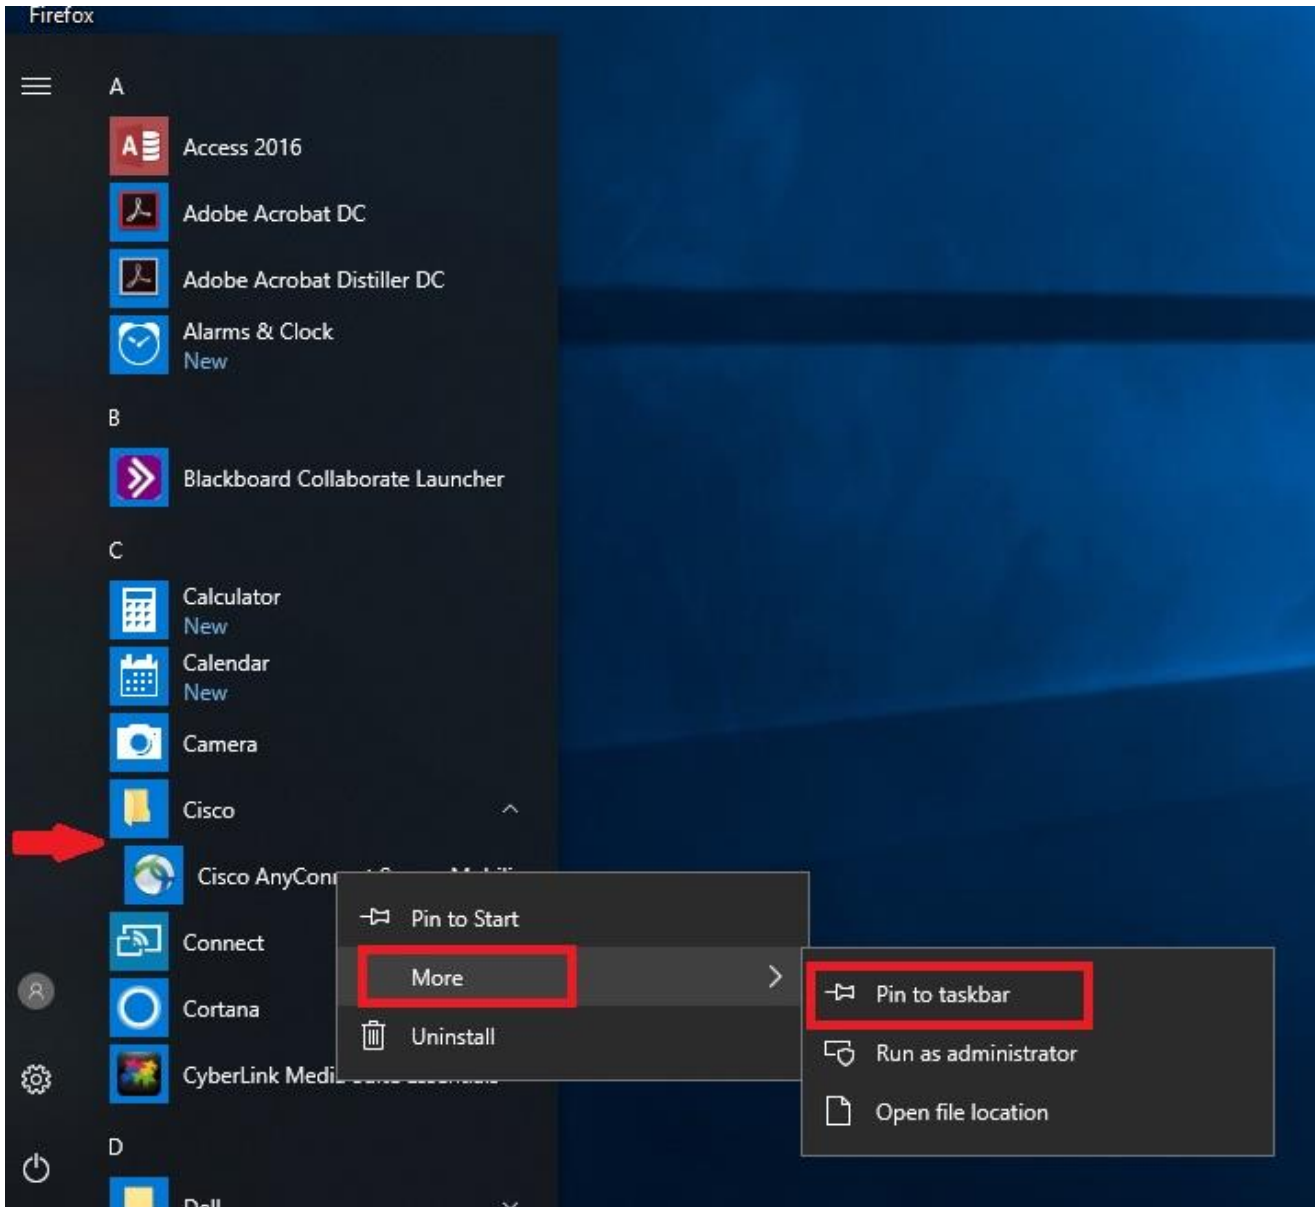 Firefox
A
Access 2016
Adobe Acrobat DC
Adobe Acrobat Distiller DC
Alarms & Clock
New
B
Blackboard Collaborate Launcher
C
Calculator
New
Calendar
New
Camera
Cisco
Cisco
Pin to Start
Connect
More
Pin to taskbar
Cortana
Uninstall
Run as administrator
CyberLink
Open file location
D